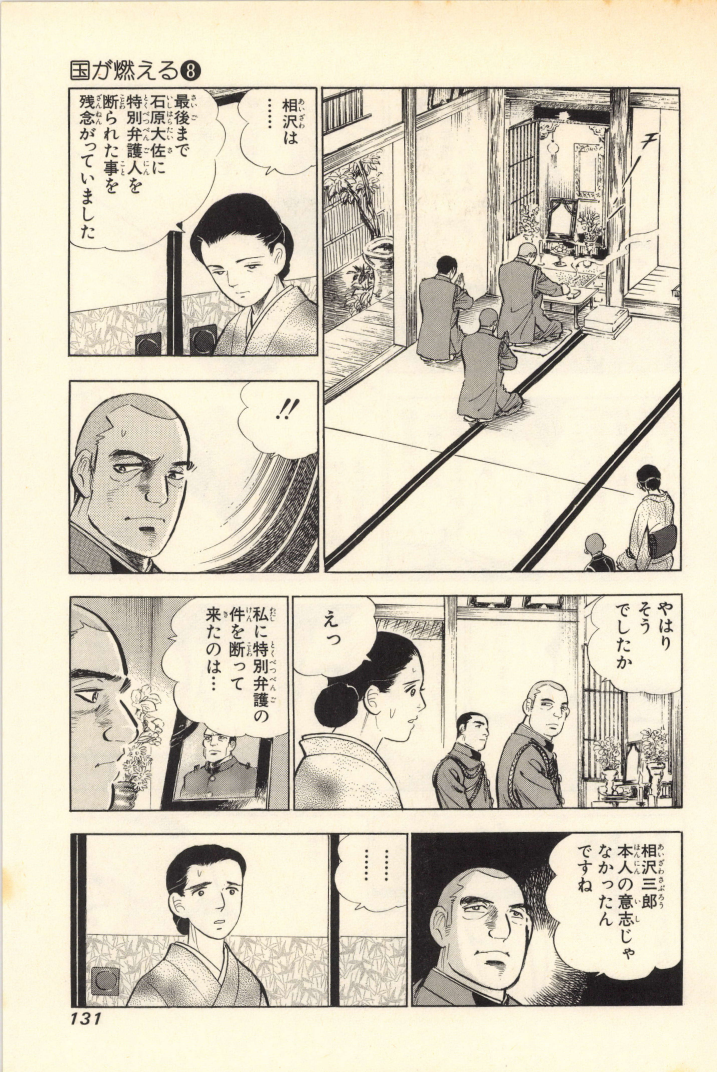 国が燃える❽
チーン
相沢は
……
最後まで
石原大佐に
特別弁護人を
断られた事を
残念がっていました
!!
やはり
そう
でしたか
えっ
私に特別弁護の
件を断って
来たのは…
相沢三郎
本人の意志じゃ
なかったん
ですね
………
………
131